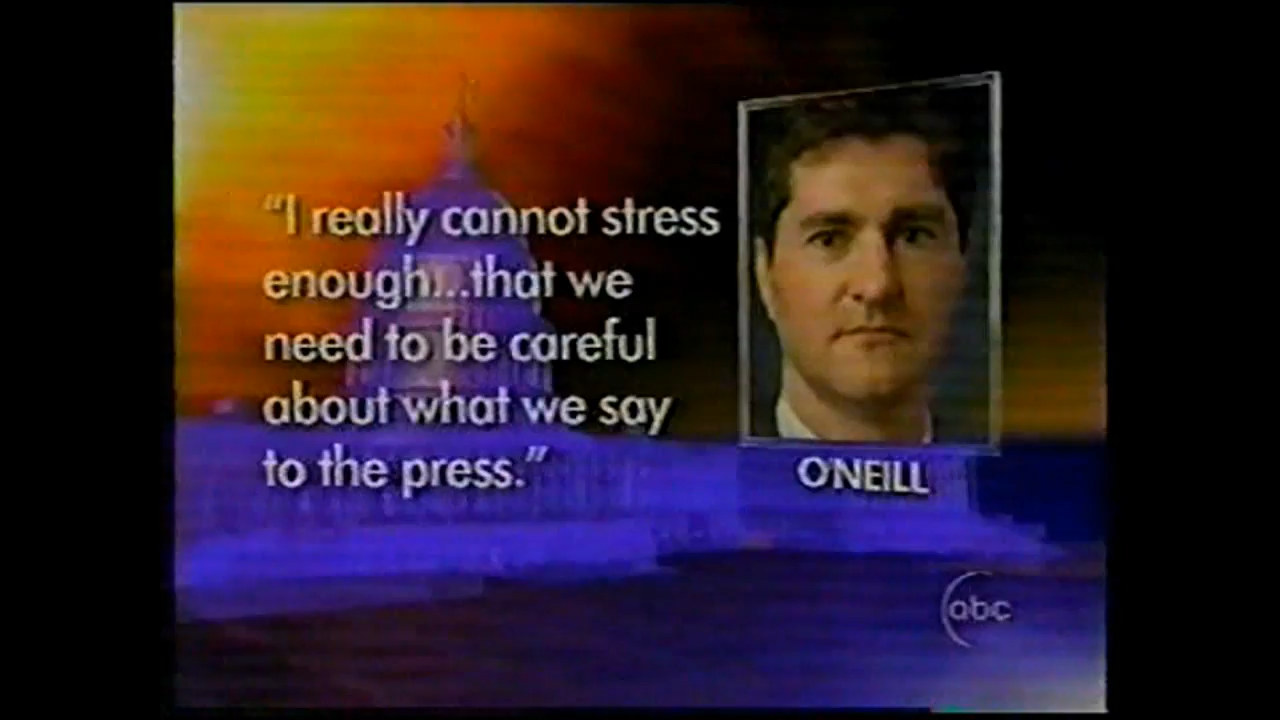 “I really cannot stress
enough...that we
need to be careful
about what we say
to the press.”
O'NEILL
abc